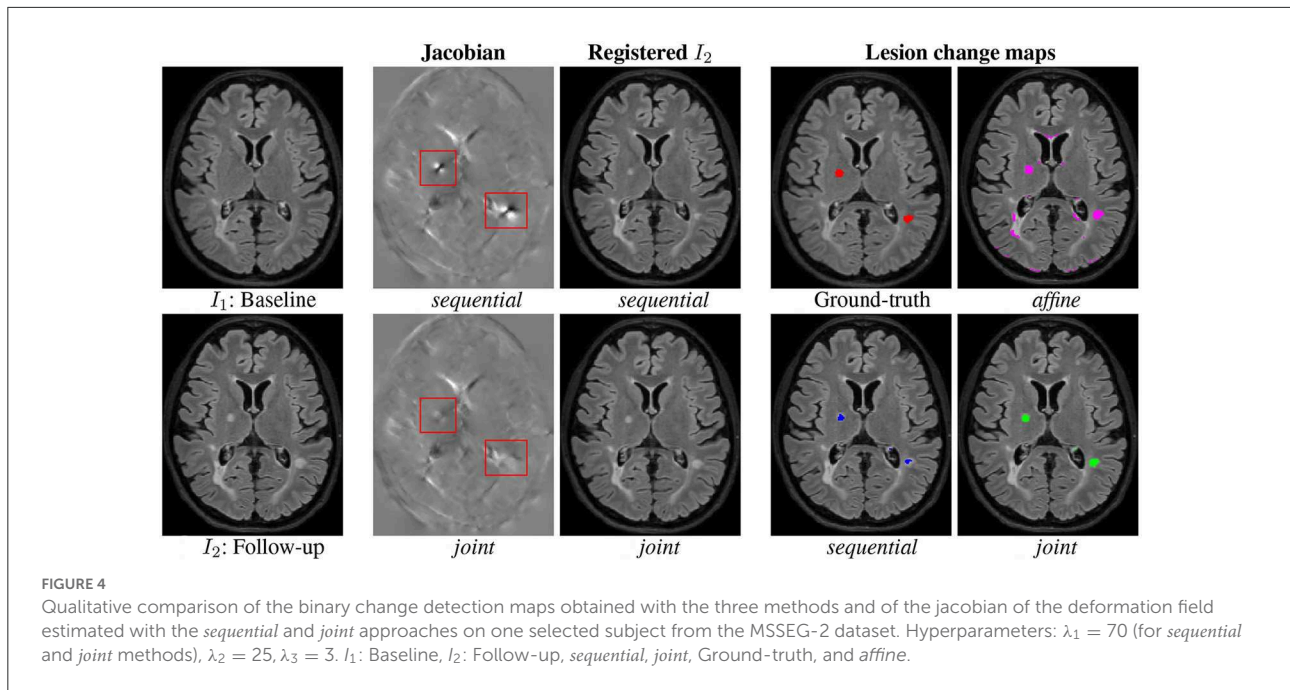 Jacobian
Registered I₂
Lesion change maps
I₁: Baseline
sequential
sequential
Ground-truth
affine
I₂: Follow-up
joint
joint
sequential
joint
FIGURE 4
Qualitative comparison of the binary change detection maps obtained with the three methods and of the jacobian of the deformation field
estimated with the sequential and joint approaches on one selected subject from the MSSEG-2 dataset. Hyperparameters: λ₁ = 70 (for sequential
and joint methods), λ₂ = 25, λ₃ = 3. I₁: Baseline, I₂: Follow-up, sequential, joint, Ground-truth, and affine.